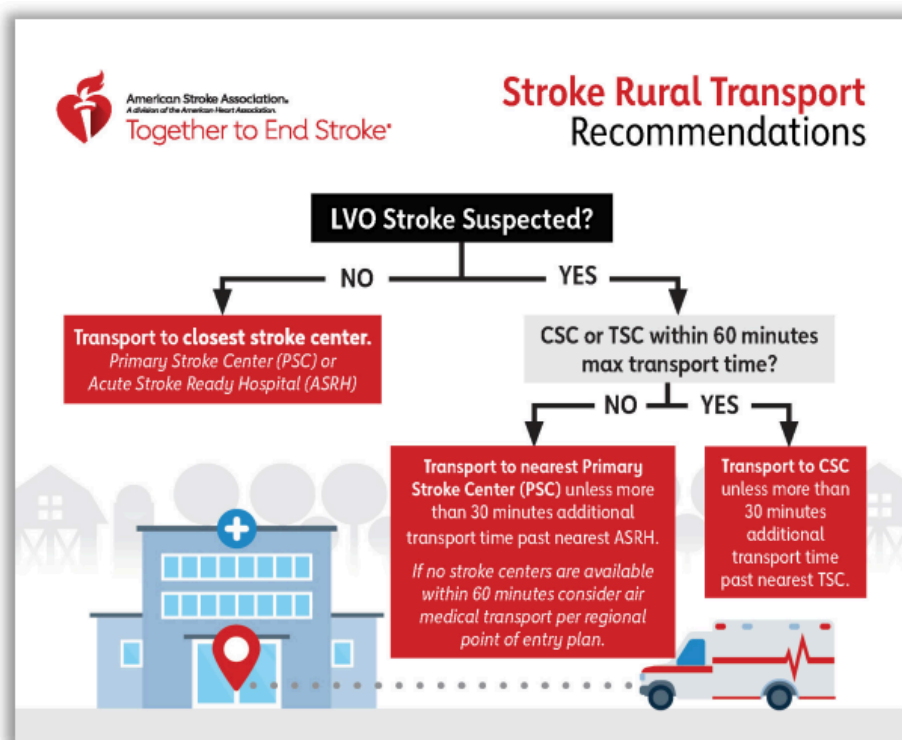 American Stroke Association®
A division of the American Heart Association.
Together to End Stroke®
Stroke Rural Transport
Recommendations
LVO Stroke Suspected?
NO
YES
Transport to closest stroke center.
Primary Stroke Center (PSC) or
Acute Stroke Ready Hospital (ASRH)
CSC or TSC within 60 minutes
max transport time?
NO
YES
Transport to nearest Primary
Stroke Center (PSC) unless more
than 30 minutes additional
transport time past nearest ASRH.
If no stroke centers are available
within 60 minutes consider air
medical transport per regional
point of entry plan.
Transport to CSC
unless more than
30 minutes
additional
transport time
past nearest TSC.